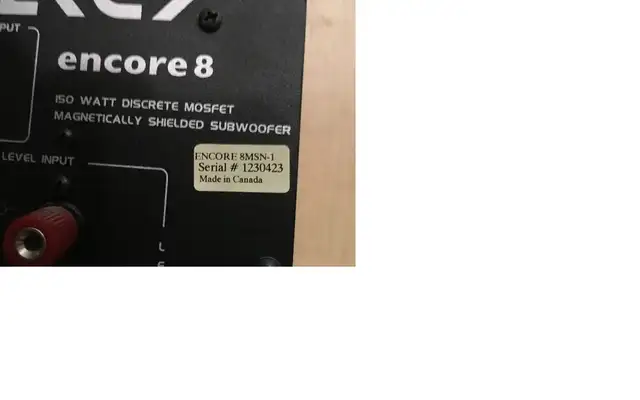 PUT
encore 8
150 WATT DISCRETE MOSFET
MAGNETICALLY SHIELDED SUBWOOFER
LEVEL INPUT
ENCORE 8MSN-1
Serial # 1230423
Made in Canada
L